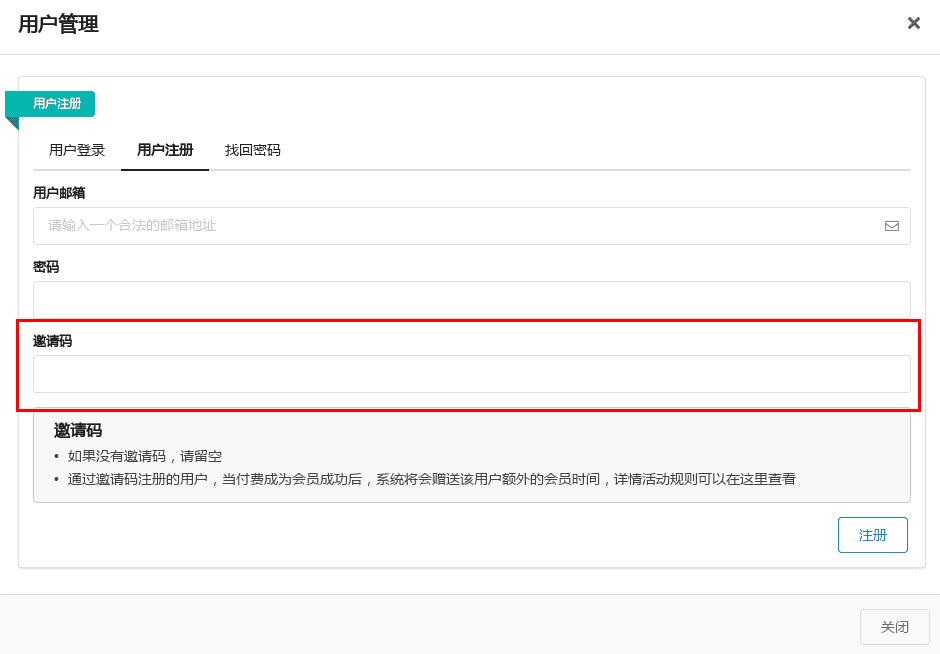 用户管理
用户注册
用户登录 用户注册 找回密码
用户邮箱
请输入一个合法的邮箱地址
密码
邀请码
邀请码
• 如果没有邀请码，请留空
• 通过邀请码注册的用户，当付费成为会员成功后，系统将会赠送该用户额外的会员时间，详情活动规则可以在这里查看
注册
关闭